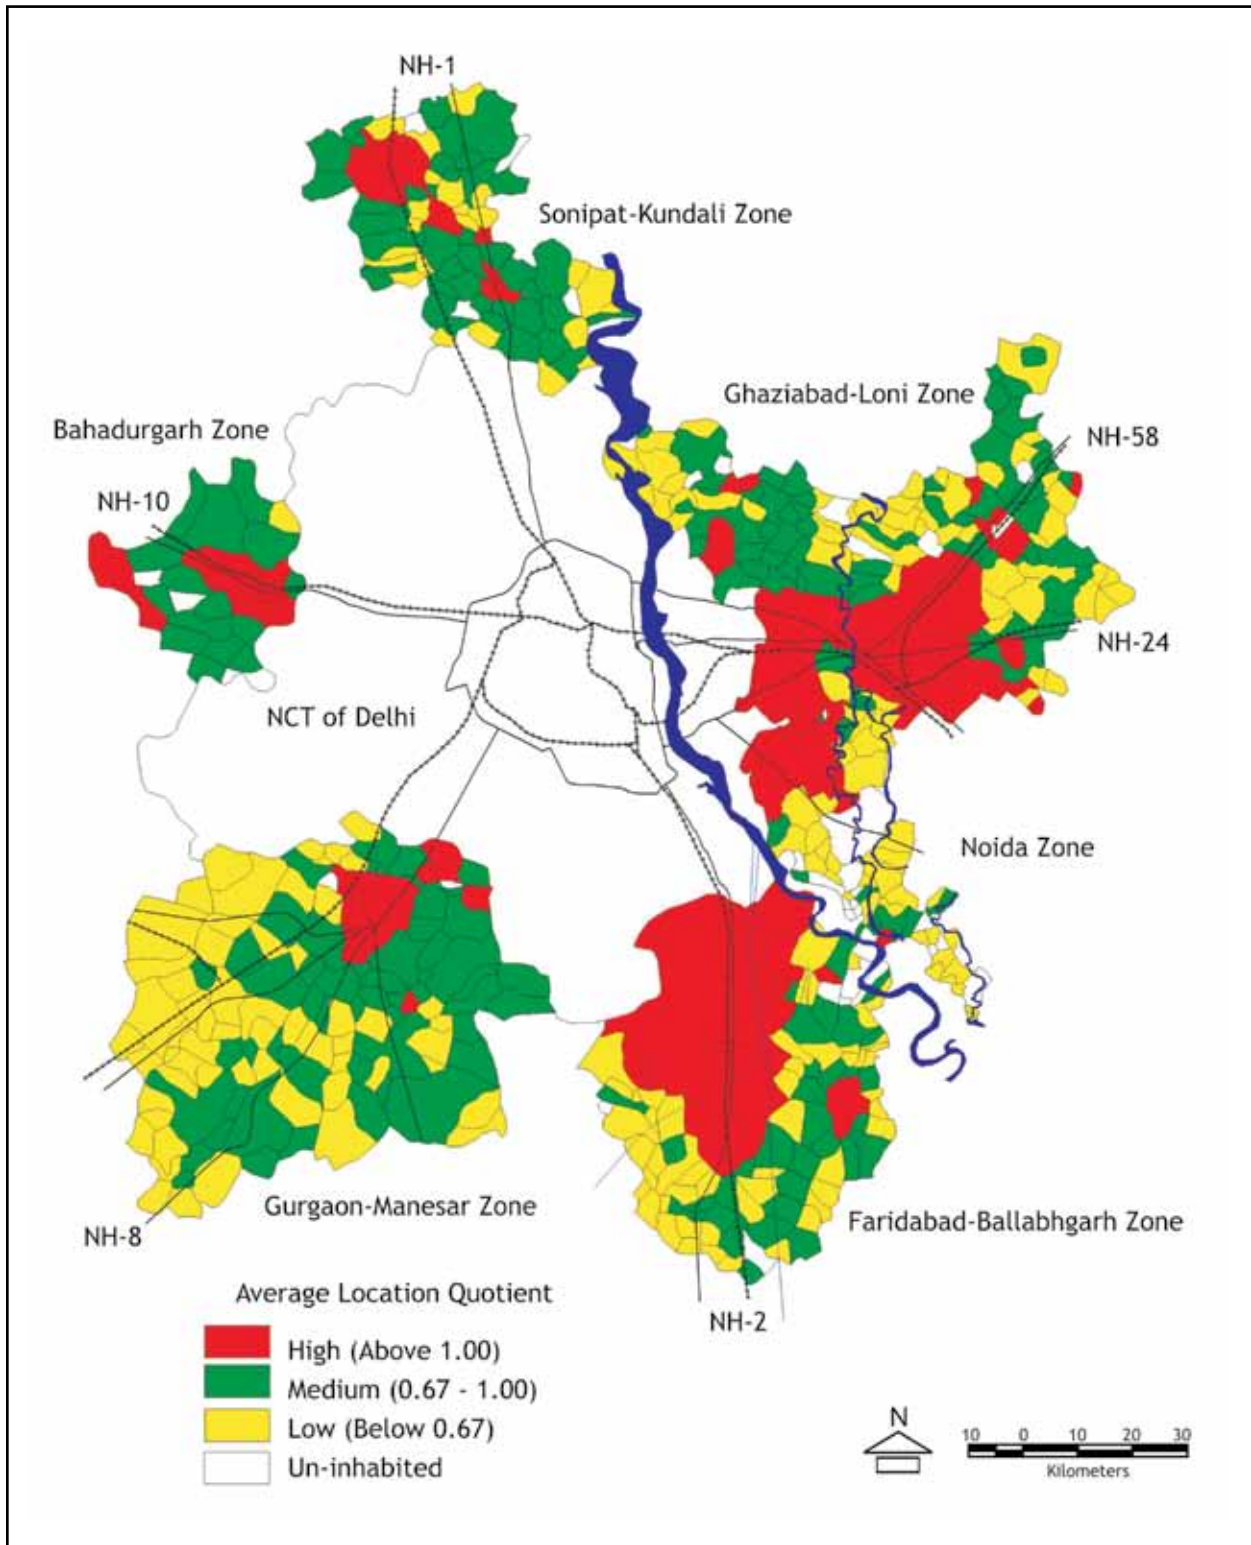 NH-1
Sonipat-Kundali Zone
Ghaziabad-Loni Zone
Bahadurgarh Zone
NH-58
NH-10
NH-24
NCT of Delhi
Noida Zone
Gurgaon-Manesar Zone
Faridabad-Ballabhgarh Zone
NH-8
NH-2
Average Location Quotient
High (Above 1.00)
Medium (0.67 - 1.00)
Low (Below 0.67)
Un-inhabited
N
10 0 10 20 30
Kilometers